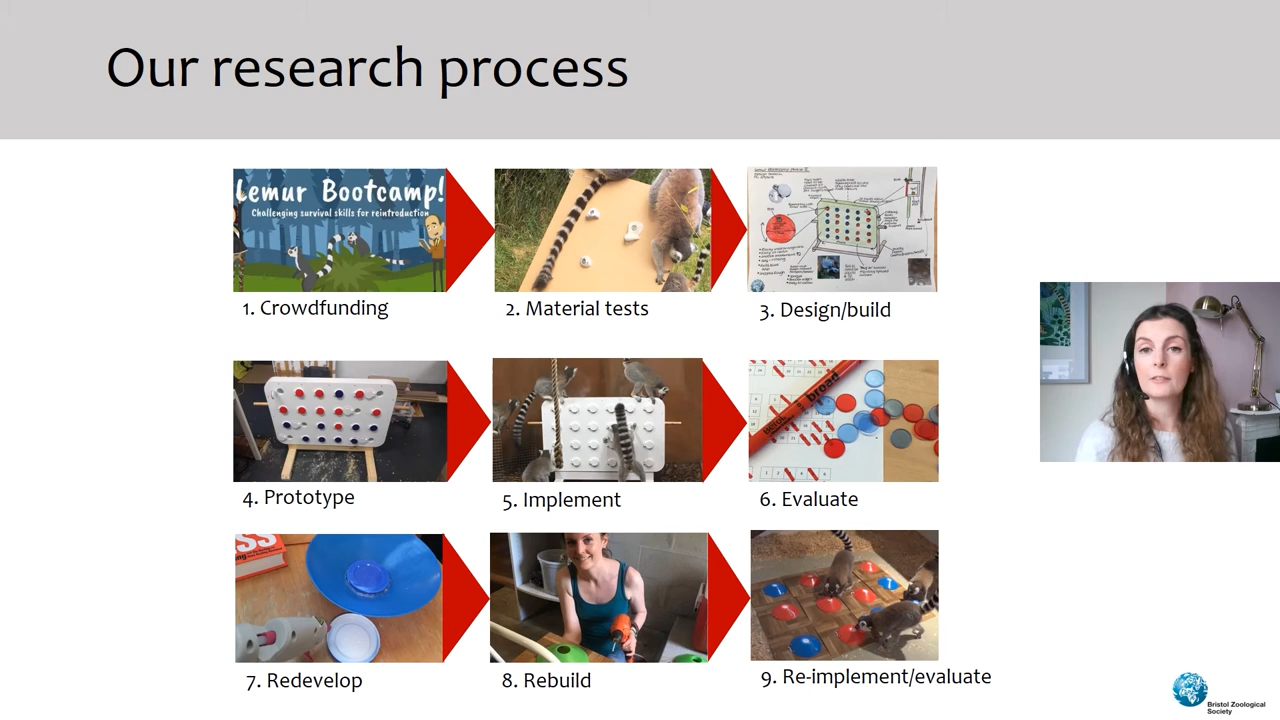 Our research process
Lemur Bootcamp!
Challenging survival skills for reintroduction
1. Crowdfunding
2. Material tests
3. Design/build
broad
4. Prototype
5. Implement
6. Evaluate
7. Redevelop
8. Rebuild
9. Re-implement/evaluate
Bristol Zoological
Society